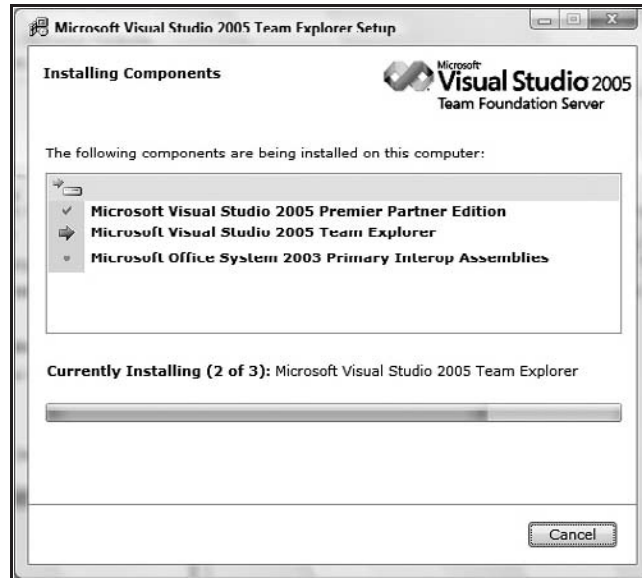 Microsoft Visual Studio 2005 Team Explorer Setup
Installing Components
Microsoft
Visual Studio 2005
Team Foundation Server
The following components are being installed on this computer:
Microsoft Visual Studio 2005 Premier Partner Edition
Microsoft Visual Studio 2005 Team Explorer
Microsoft Office System 2003 Primary Interop Assemblies
Currently Installing (2 of 3): Microsoft Visual Studio 2005 Team Explorer
Cancel